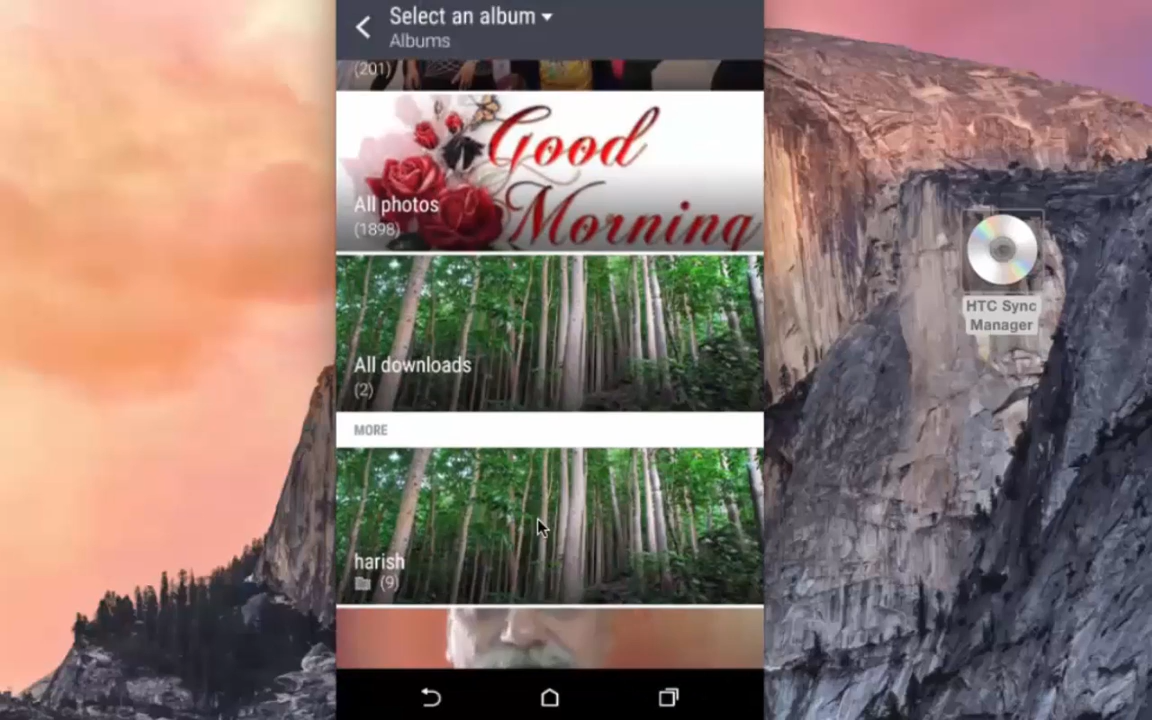 Select an album
Albums
(201)
Good
Morning
All photos
(1898)
All downloads
(2)
MORE
harish
(9)
HTC Sync
Manager